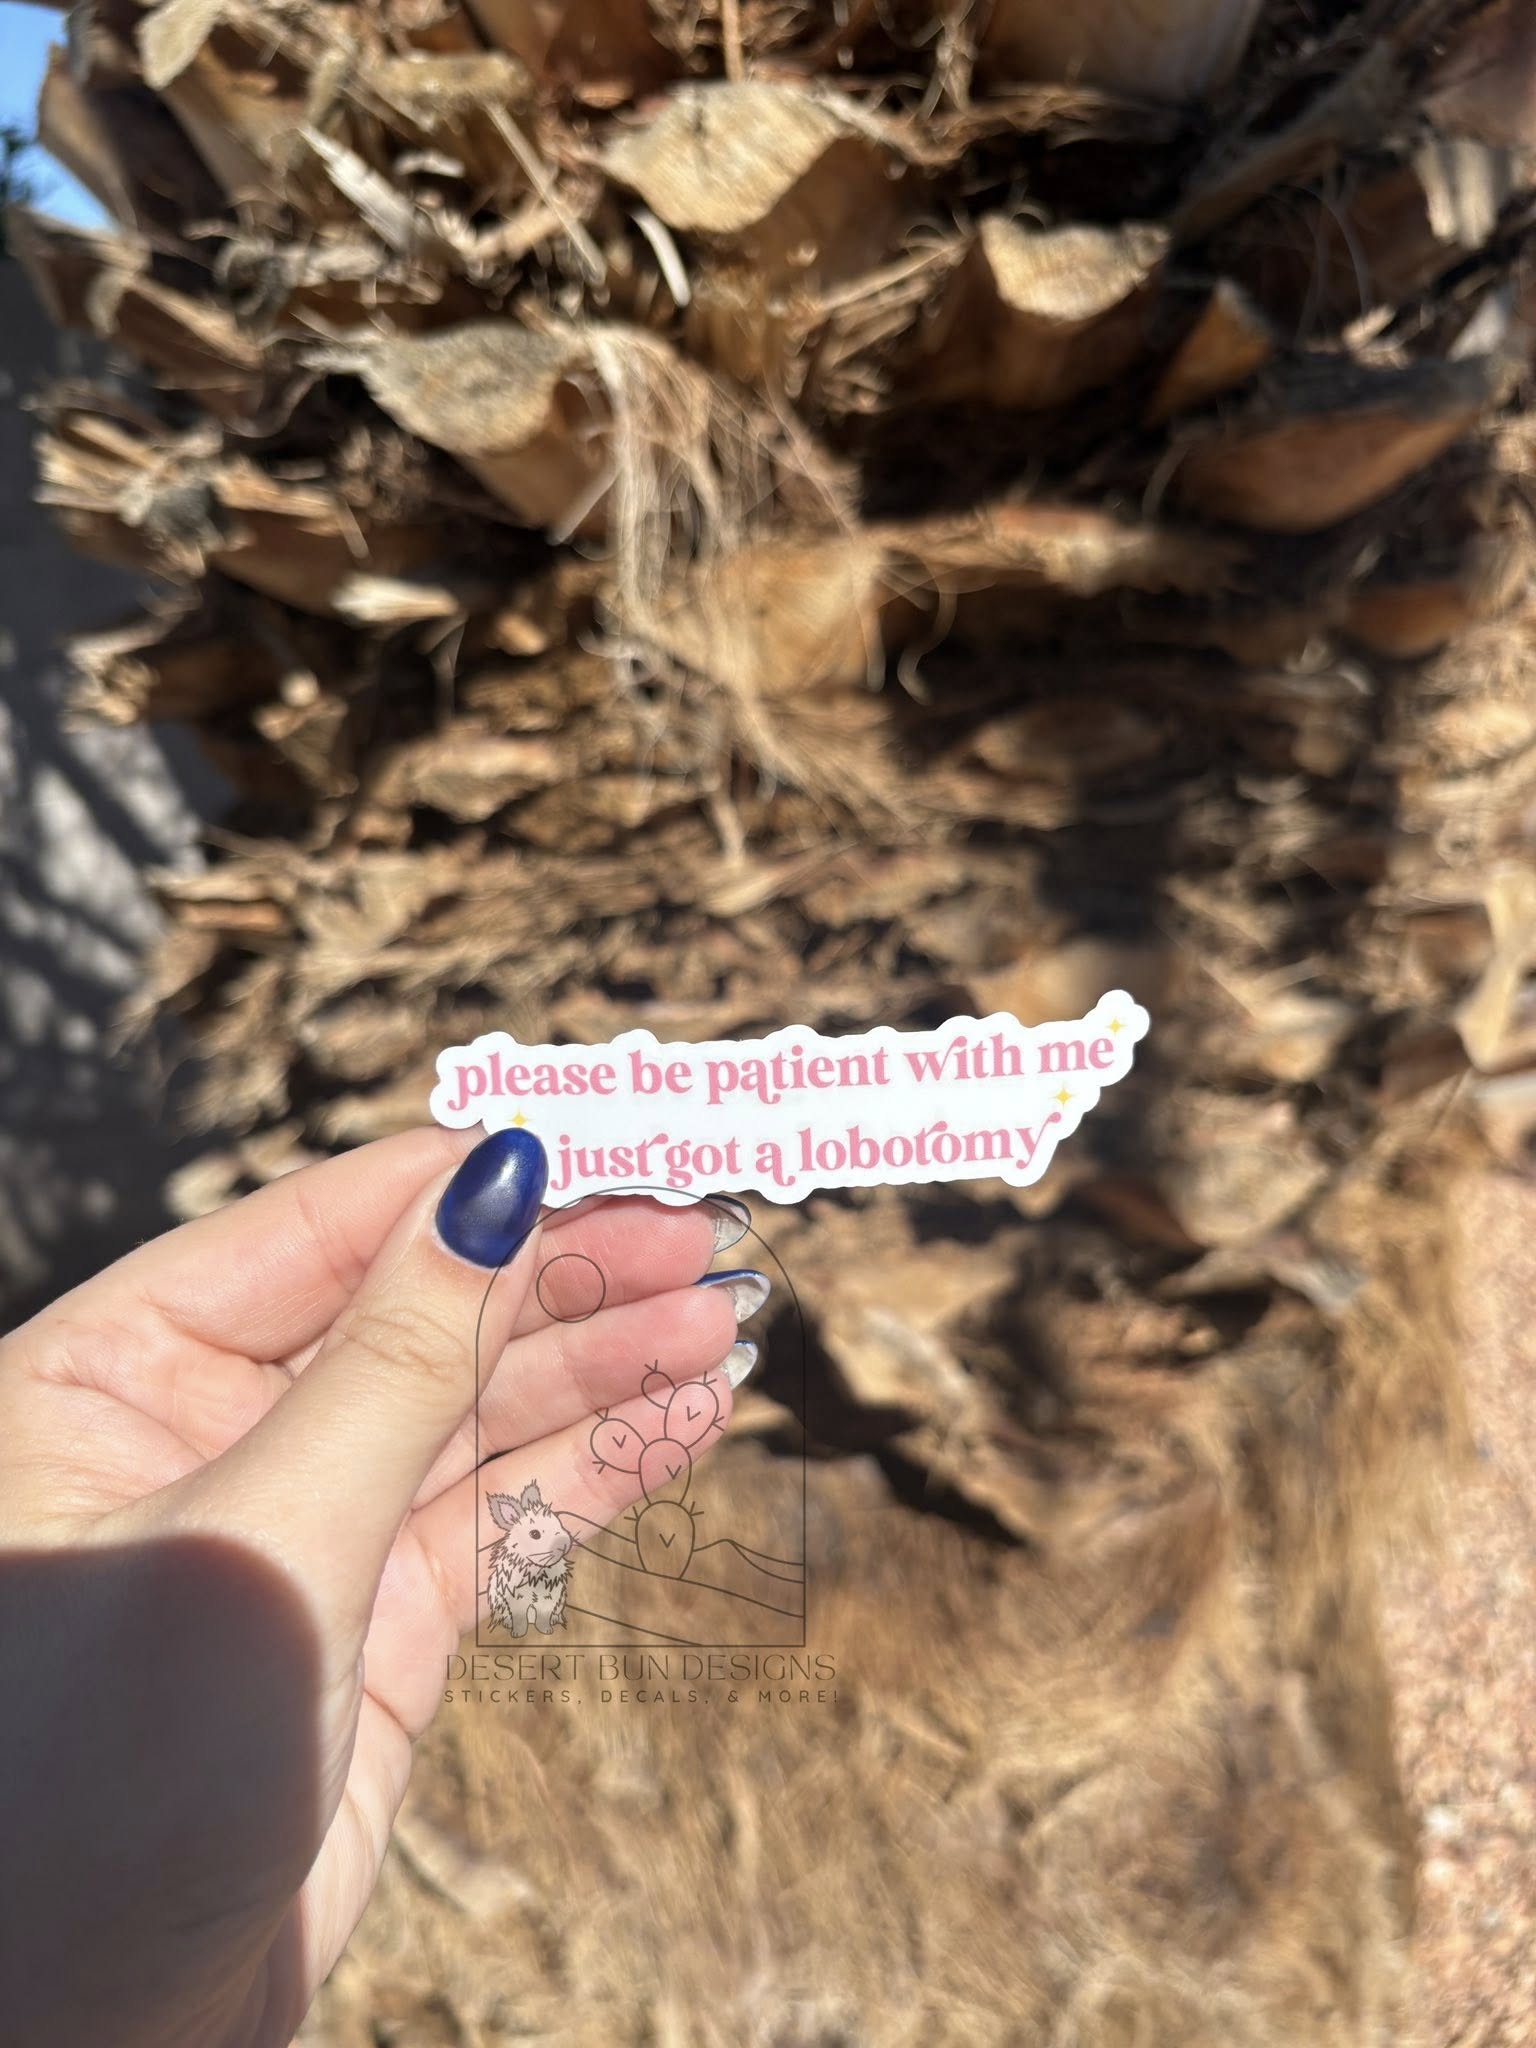 please be patient with me
just got a lobotomy
DESERT BUN DESIGNS
STICKERS, DECALS, & MORE!